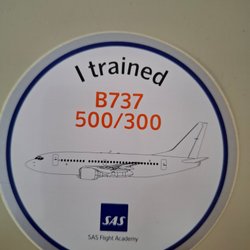 I trained
B737
500/300
SAS
SAS Flight Academy